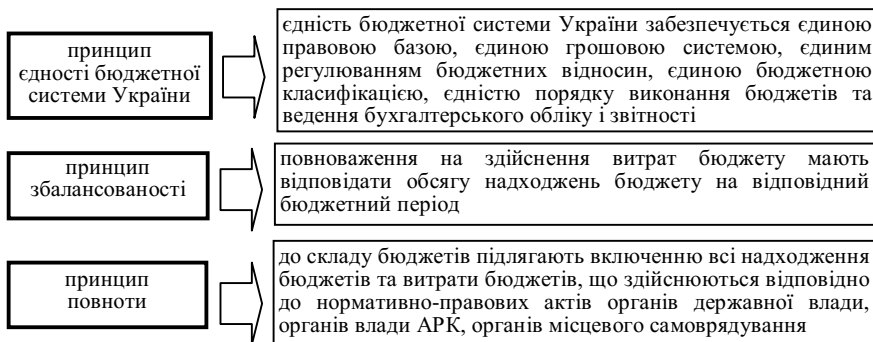 принцип
єдності бюджетної
системи України
єдність бюджетної системи України забезпечується єдиною
правовою базою, єдиною грошовою системою, єдиним
регулюванням бюджетних відносин, єдиною бюджетною
класифікацією, єдністю порядку виконання бюджетів та
ведення бухгалтерського обліку і звітності
принцип
збалансованості
повноваження на здійснення витрат бюджету мають
відповідати обсягу надходжень бюджету на відповідний
бюджетний період
принцип
повноти
до складу бюджетів підлягають включенню всі надходження
бюджетів та витрати бюджетів, що здійснюються відповідно
до нормативно-правових актів органів державної влади,
органів влади АРК, органів місцевого самоврядування